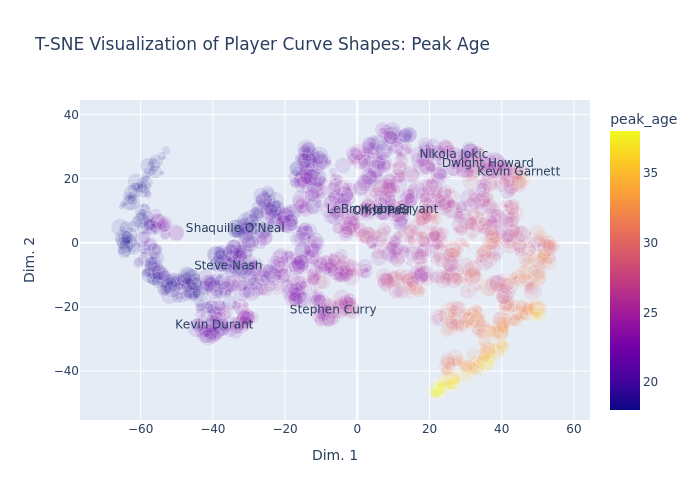 T-SNE Visualization of Player Curve Shapes: Peak Age
peak_age
40
20
0
−20
−40
35
30
25
20
Nikola Jokic
Dwight Howard
Kevin Garnett
LeBron
Bryant
Shaquille O'Neal
Steve Nash
Stephen Curry
Kevin Durant
−60
−40
−20
0
20
40
60
Dim. 1
Dim. 2